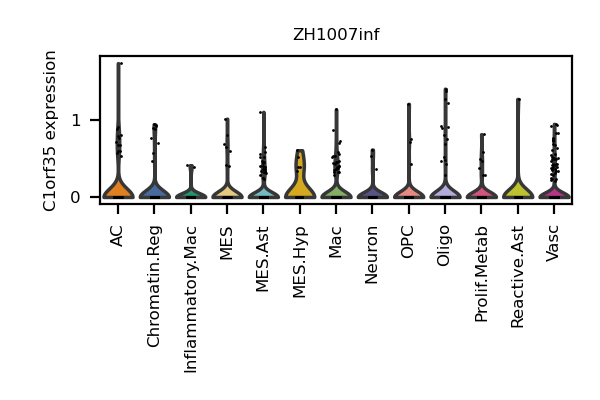 ZH1007inf
C1orf35 expression
1
0
AC
Chromatin.Reg
Inflammatory.Mac
MES
MES.Ast
MES.Hyp
Mac
Neuron
OPC
Oligo
Prolif.Metab
Reactive.Ast
Vasc